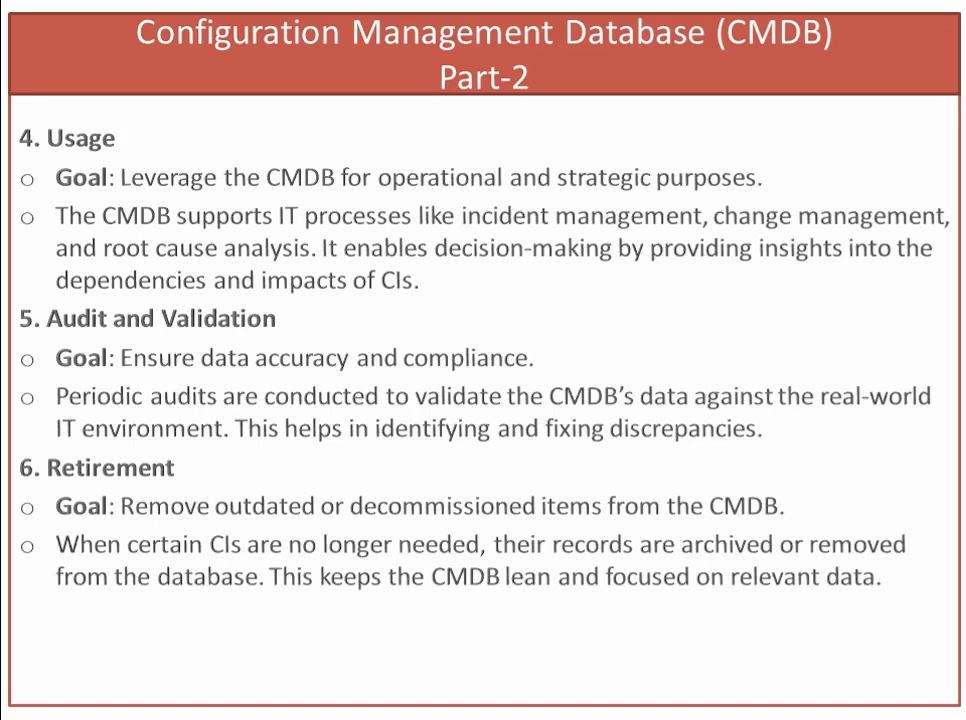 Configuration Management Database (CMDB)
Part-2
4. Usage
o Goal: Leverage the CMDB for operational and strategic purposes.
o The CMDB supports IT processes like incident management, change management,
and root cause analysis. It enables decision-making by providing insights into the
dependencies and impacts of CIs.
5. Audit and Validation
o Goal: Ensure data accuracy and compliance.
o Periodic audits are conducted to validate the CMDB’s data against the real-world
IT environment. This helps in identifying and fixing discrepancies.
6. Retirement
o Goal: Remove outdated or decommissioned items from the CMDB.
o When certain CIs are no longer needed, their records are archived or removed
from the database. This keeps the CMDB lean and focused on relevant data.